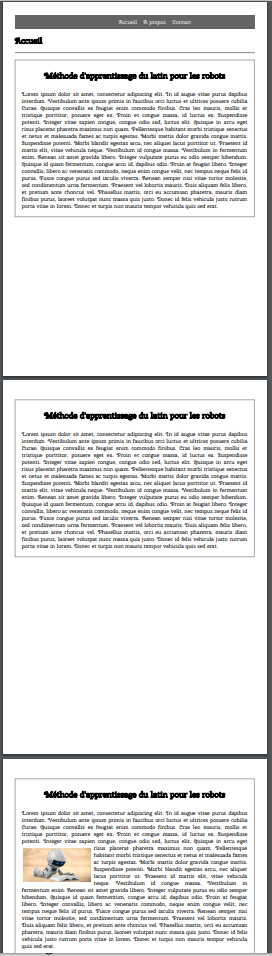 Accueil A propos Contact
Accueil
Méthode d'apprentissage du latin pour les robots
Lorem ipsum dolor sit amet, consectetur adipiscing elit. In id augue vitae purus dapibus
interdum. Vestibulum ante ipsum primis in faucibus orci luctus et ultrices posuere cubilia
Curae; Quisque convallis ex feugiat enim commodo finibus. Cras leo mauris, mollis et
tristique porttitor, posuere eget ex. Proin et congue massa, id luctus ex. Suspendisse
potenti. Integer vitae sapien congue, congue odio sed, luctus elit. Quisque in arcu eget
risus placerat pharetra maximus non quam. Pellentesque habitant morbi tristique senectus
et netus et malesuada fames ac turpis egestas. Morbi blandit gravida commodo mattis.
Suspendisse potenti. Morbi blandit egestas arcu, nec aliquet lacus porttitor ut. Praesent id
mattis elit, vitae vehicula neque. Vestibulum id congue massa. Vestibulum in fermentum
enim. Aenean sit amet gravida libero. Integer vulputate purus eu odio semper bibendum.
Quisque id quam fermentum, congue arcu id, dapibus odio. Proin at feugiat libero. Integer
convallis, libero ac venenatis commodo, neque enim congue velit, nec tempus neque felis id
purus. Fusce congue purus sed iaculis viverra. Aenean semper nisi vitae tortor molestie,
sed condimentum urna fermentum. Praesent vel lobortis mauris. Duis aliquam felis libero,
et pretium ante rhoncus vel. Phasellus mattis, orci eu accumsan pharetra, mauris diam
finibus purus, laoreet volutpat nunc massa quis justo. Donec id felis vehicula justo rutrum
porta vitae in lorem. Donec et turpis non mauris tempor vehicula quis sed erat.
Méthode d'apprentissage du latin pour les robots
Lorem ipsum dolor sit amet, consectetur adipiscing elit. In id augue vitae purus dapibus
interdum. Vestibulum ante ipsum primis in faucibus orci luctus et ultrices posuere cubilia
Curae; Quisque convallis ex feugiat enim commodo finibus. Cras leo mauris, mollis et
tristique porttitor, posuere eget ex. Proin et congue massa, id luctus ex. Suspendisse
potenti. Integer vitae sapien congue, congue odio sed, luctus elit. Quisque in arcu eget
risus placerat pharetra maximus non quam. Pellentesque habitant morbi tristique senectus
et netus et malesuada fames ac turpis egestas. Morbi blandit gravida commodo mattis.
Suspendisse potenti. Morbi blandit egestas arcu, nec aliquet lacus porttitor ut. Praesent id
mattis elit, vitae vehicula neque. Vestibulum id congue massa. Vestibulum in fermentum
enim. Aenean sit amet gravida libero. Integer vulputate purus eu odio semper bibendum.
Quisque id quam fermentum, congue arcu id, dapibus odio. Proin at feugiat libero. Integer
convallis, libero ac venenatis commodo, neque enim congue velit, nec tempus neque felis id
purus. Fusce congue purus sed iaculis viverra. Aenean semper nisi vitae tortor molestie,
sed condimentum urna fermentum. Praesent vel lobortis mauris. Duis aliquam felis libero,
et pretium ante rhoncus vel. Phasellus mattis, orci eu accumsan pharetra, mauris diam
finibus purus, laoreet volutpat nunc massa quis justo. Donec id felis vehicula justo rutrum
porta vitae in lorem. Donec et turpis non mauris tempor vehicula quis sed erat.
Méthode d'apprentissage du latin pour les robots
Lorem ipsum dolor sit amet, consectetur adipiscing elit. In id augue vitae purus dapibus
interdum. Vestibulum ante ipsum primis in faucibus orci luctus et ultrices posuere cubilia
Curae; Quisque convallis ex feugiat enim commodo finibus. Cras leo mauris, mollis et
tristique porttitor, posuere eget ex. Proin et congue massa, id luctus ex. Suspendisse
potenti. Integer vitae sapien congue, congue odio sed, luctus elit. Quisque in arcu eget
risus placerat pharetra maximus non quam. Pellentesque
habitant morbi tristique senectus et netus et malesuada fames
ac turpis egestas. Morbi blandit gravida commodo mattis.
Suspendisse potenti. Morbi blandit egestas arcu, nec aliquet
lacus porttitor ut. Praesent id mattis elit, vitae vehicula
neque. Vestibulum id congue massa. Vestibulum in
fermentum enim. Aenean sit amet gravida libero. Integer vulputate purus eu odio semper
bibendum. Quisque id quam fermentum, congue arcu id, dapibus odio. Proin at feugiat
libero. Integer convallis, libero ac venenatis commodo, neque enim congue velit, nec
tempus neque felis id purus. Fusce congue purus sed iaculis viverra. Aenean semper nisi
vitae tortor molestie, sed condimentum urna fermentum. Praesent vel lobortis mauris.
Duis aliquam felis libero, et pretium ante rhoncus vel. Phasellus mattis, orci eu accumsan
pharetra, mauris diam finibus purus, laoreet volutpat nunc massa quis justo. Donec id felis
vehicula justo rutrum porta vitae in lorem. Donec et turpis non mauris tempor vehicula
quis sed erat.